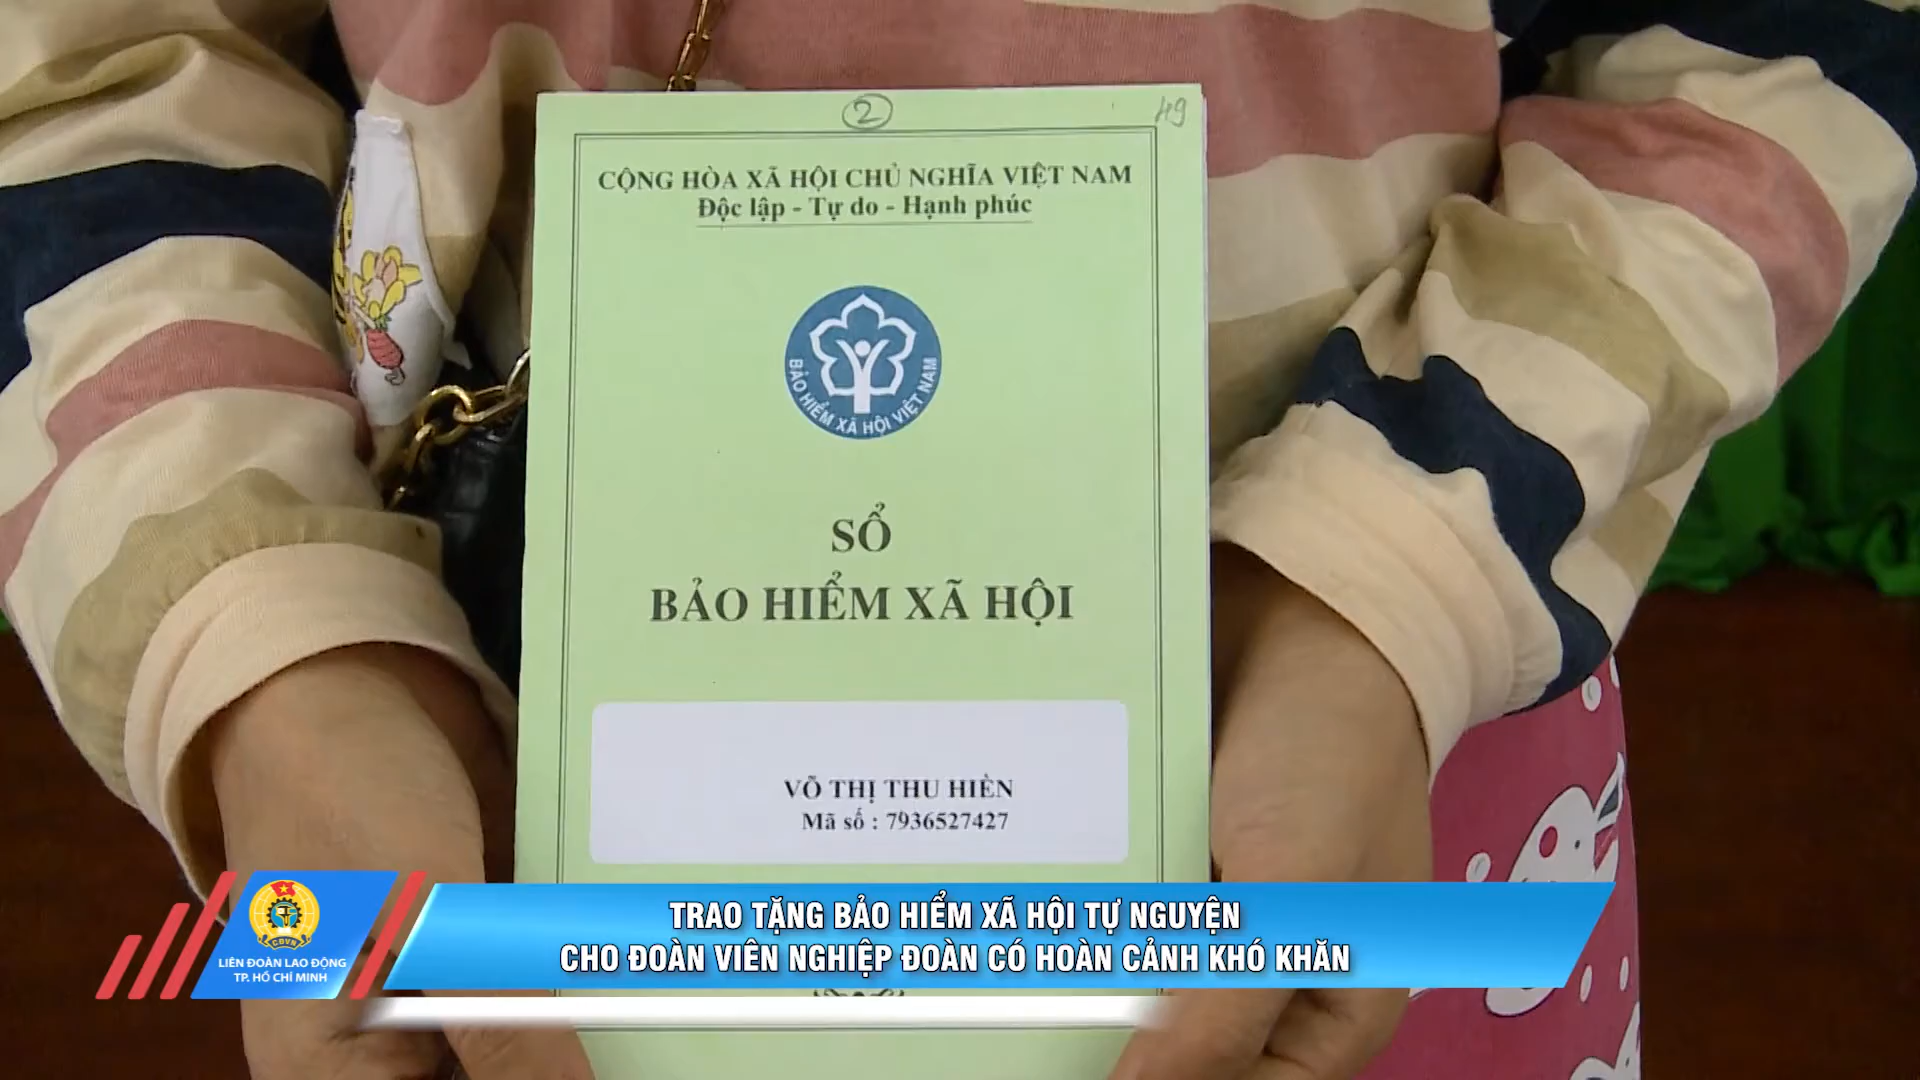 2
49
CỘNG HÒA XÃ HỘI CHỦ NGHĨA VIỆT NAM
Độc lập - Tự do - Hạnh phúc
BẢO HIỂM XÃ HỘI VIỆT NAM
SỔ
BẢO HIỂM XÃ HỘI
VÕ THỊ THU HIỀN
Mã số : 7936527427
CĐVN
LIÊN ĐOÀN LAO ĐỘNG
TP. HỒ CHÍ MINH
TRAO TẶNG BẢO HIỂM XÃ HỘI TỰ NGUYỆN
CHO ĐOÀN VIÊN NGHIỆP ĐOÀN CÓ HOÀN CẢNH KHÓ KHĂN